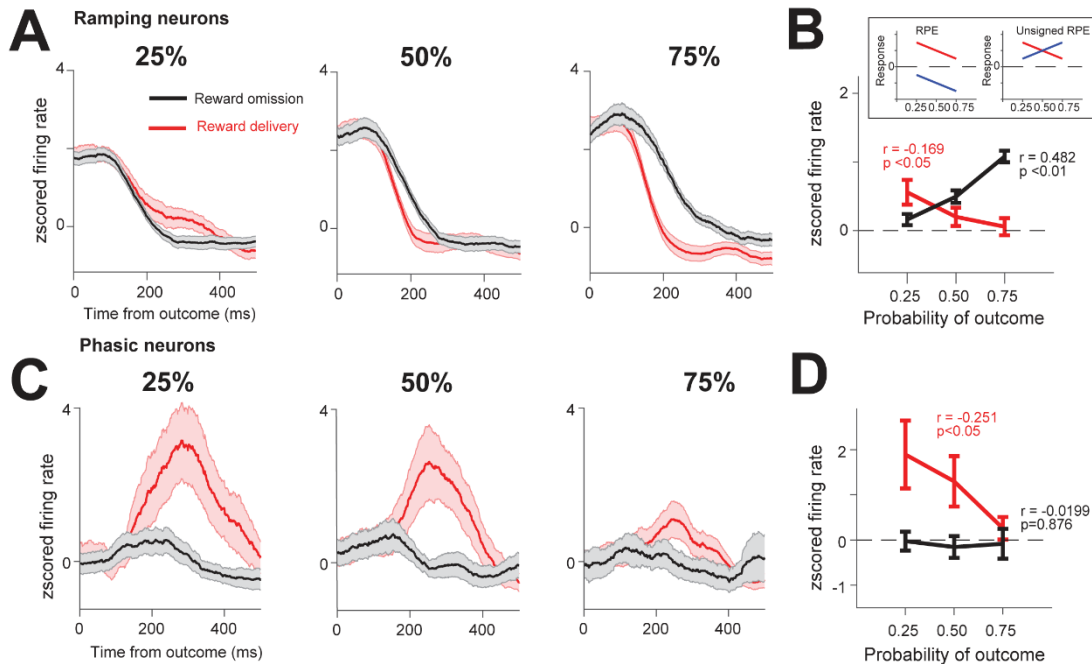 A
Ramping neurons
25%
50%
75%
4
0
zscored firing rate
Reward omission
Reward delivery
0
200
400
Time from outcome (ms)
4
0
0
200
400
4
0
0
200
400
B
RPE
Unsigned RPE
Response
0
0.25 0.50 0.75
Response
0
0.25 0.50 0.75
2
1
0
zscored firing rate
r = -0.169
p <0.05
r = 0.482
p <0.01
0.25
0.50
0.75
Probability of outcome
C
Phasic neurons
25%
50%
75%
4
0
zscored firing rate
0
200
400
Time from outcome (ms)
4
0
0
200
400
4
0
0
200
400
D
2
1
0
-1
zscored firing rate
r = -0.251
p<0.05
r = -0.0199
p=0.876
0.25
0.50
0.75
Probability of outcome